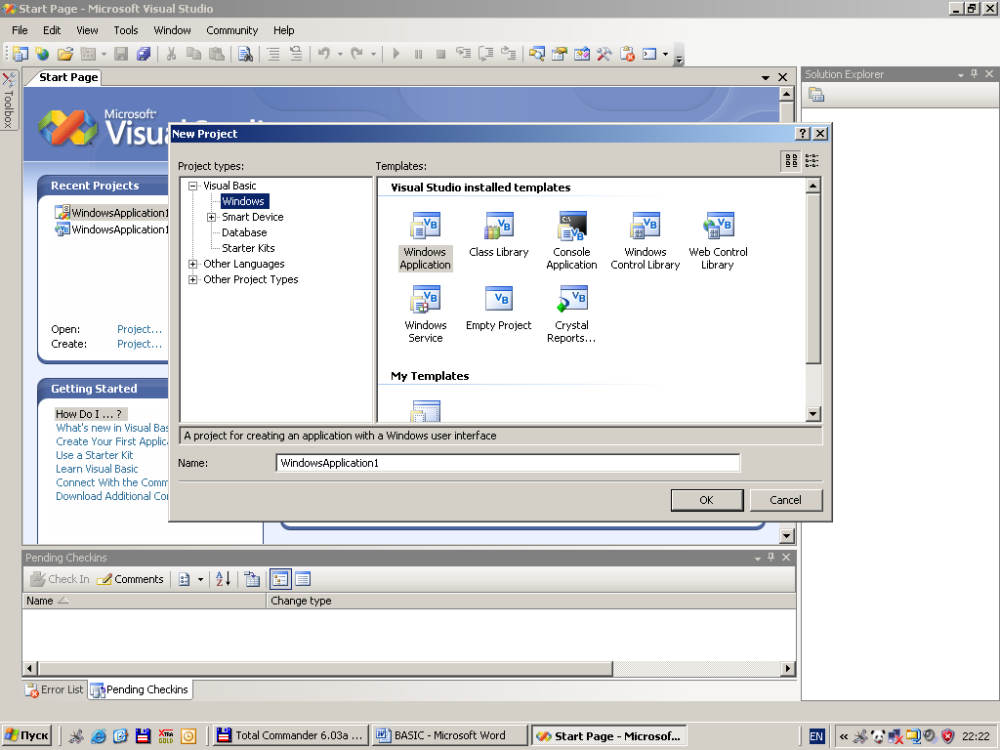 Start Page - Microsoft Visual Studio
File Edit View Tools Window Community Help
Toolbox
Start Page
Solution Explorer
Microsoft
Visual Studio
Recent Projects
WindowsApplication1
WindowsApplication1
Open: Project...
Create: Project...
Getting Started
How Do I ... ?
What's new in Visual Bas
Create Your First Applica
Use a Starter Kit
Learn Visual Basic
Connect With the Comm
Download Additional Co
New Project
Project types:
Visual Basic
Windows
Smart Device
Database
Starter Kits
Other Languages
Other Project Types
Templates:
Visual Studio installed templates
Windows
Application
Class Library
Console
Application
Windows
Control Library
Web Control
Library
Windows
Service
Empty Project
Crystal
Reports...
My Templates
A project for creating an application with a Windows user interface
Name: WindowsApplication1
OK Cancel
Pending Checkins
Check In Comments
Name Change type
Error List Pending Checkins
Пуск Total Commander 6.03a ... BASIC - Microsoft Word Start Page - Microsof... EN 22:22